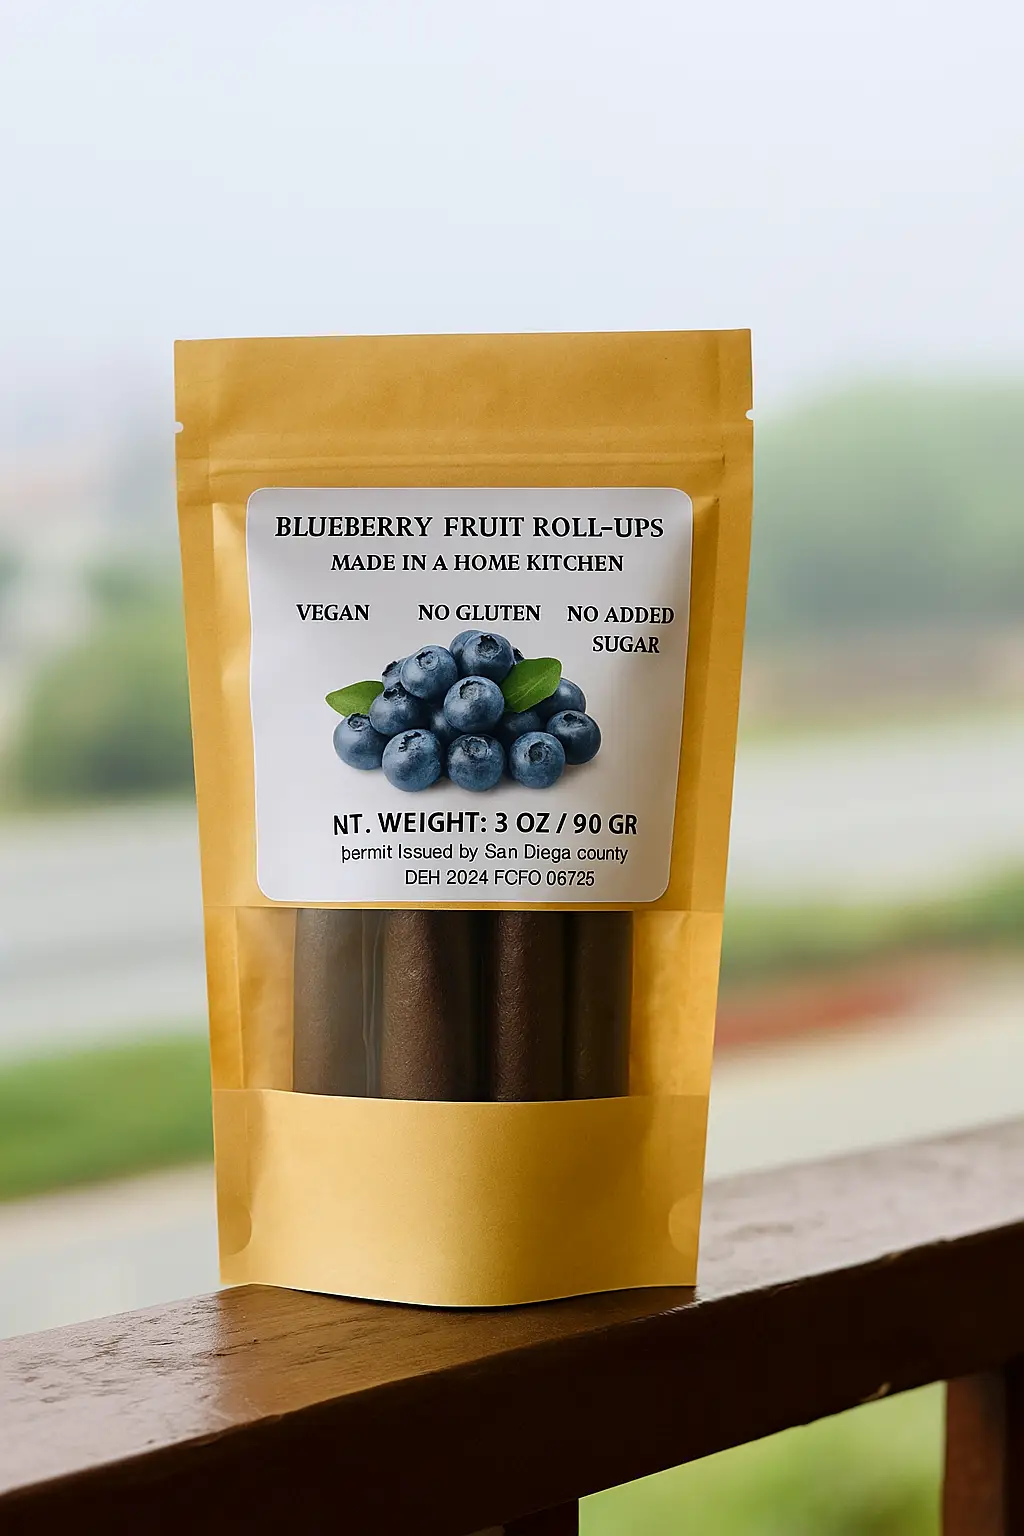 BLUEBERRY FRUIT ROLL-UPS
MADE IN A HOME KITCHEN
VEGAN NO GLUTEN NO ADDED
SUGAR
NT. WEIGHT: 3 OZ / 90 GR
permit Issued by San Diega county
DEH 2024 FCFO 06725